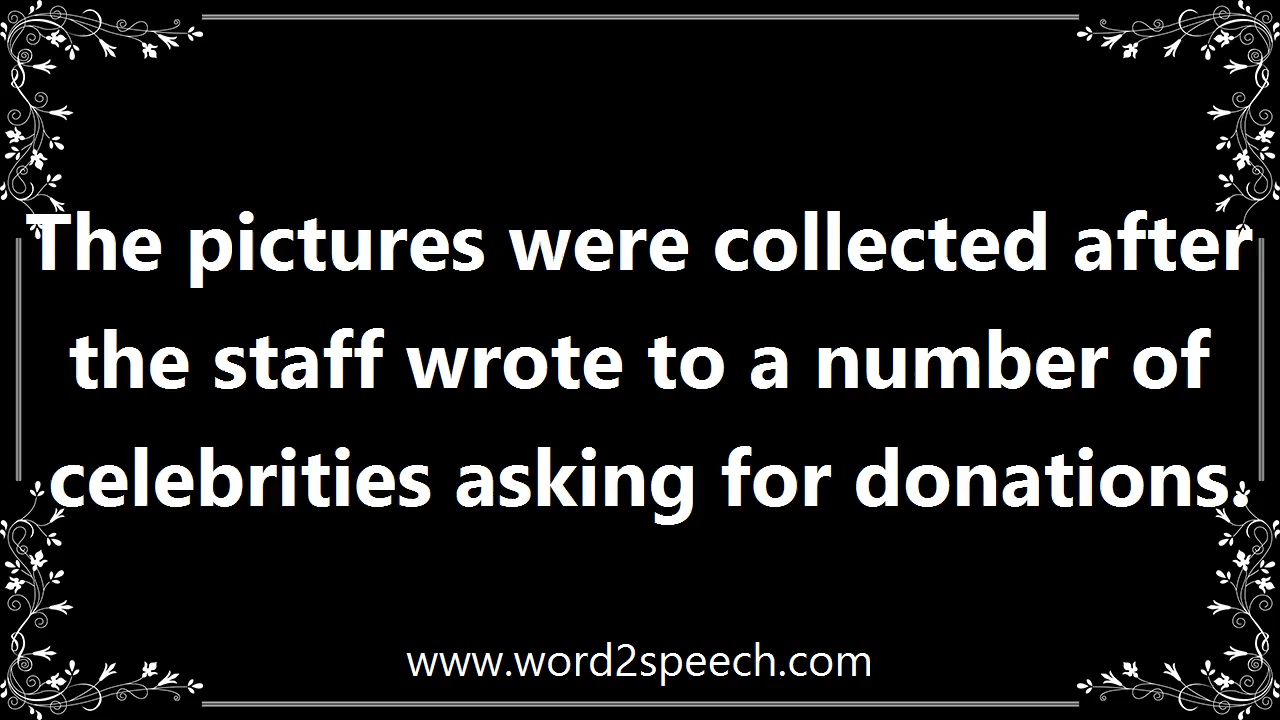 The pictures were collected after
the staff wrote to a number of
celebrities asking for donations.
www.word2speech.com